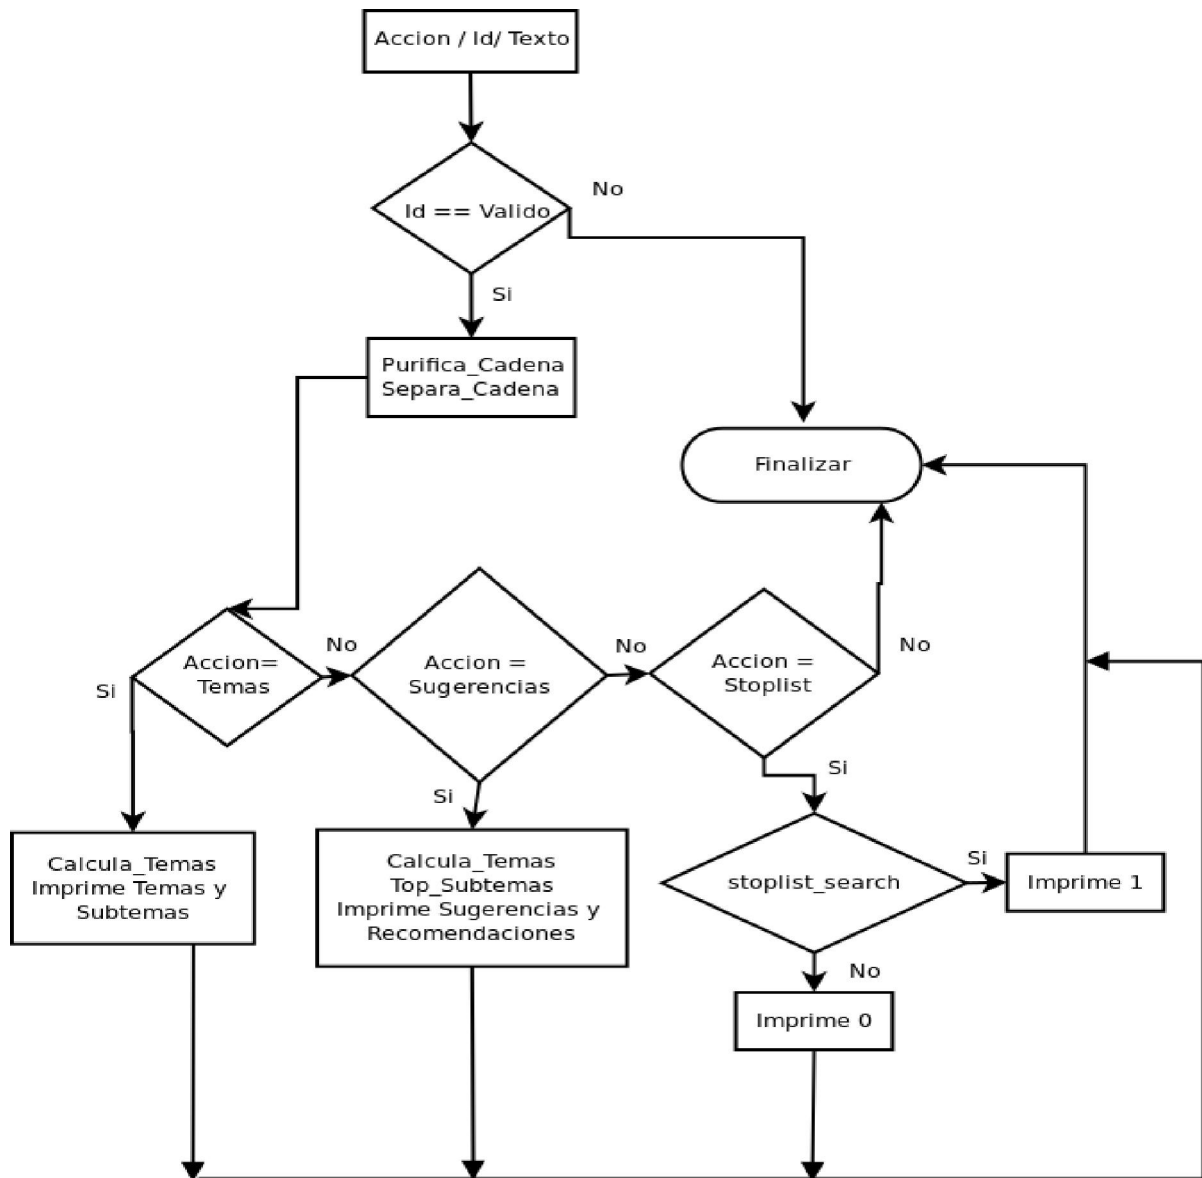 Accion / Id/ Texto
No
Id == Valido
Si
Purifica_Cadena
Separa_Cadena
Finalizar
No
No
No
Accion=
Temas
Accion =
Sugerencias
Accion =
Stoplist
Si
Si
Si
Calcula_Temas
Imprime Temas y
Subtemas
Calcula_Temas
Top_Subtemas
Imprime Sugerencias y
Recomendaciones
stoplist_search
Si
Imprime 1
No
Imprime 0